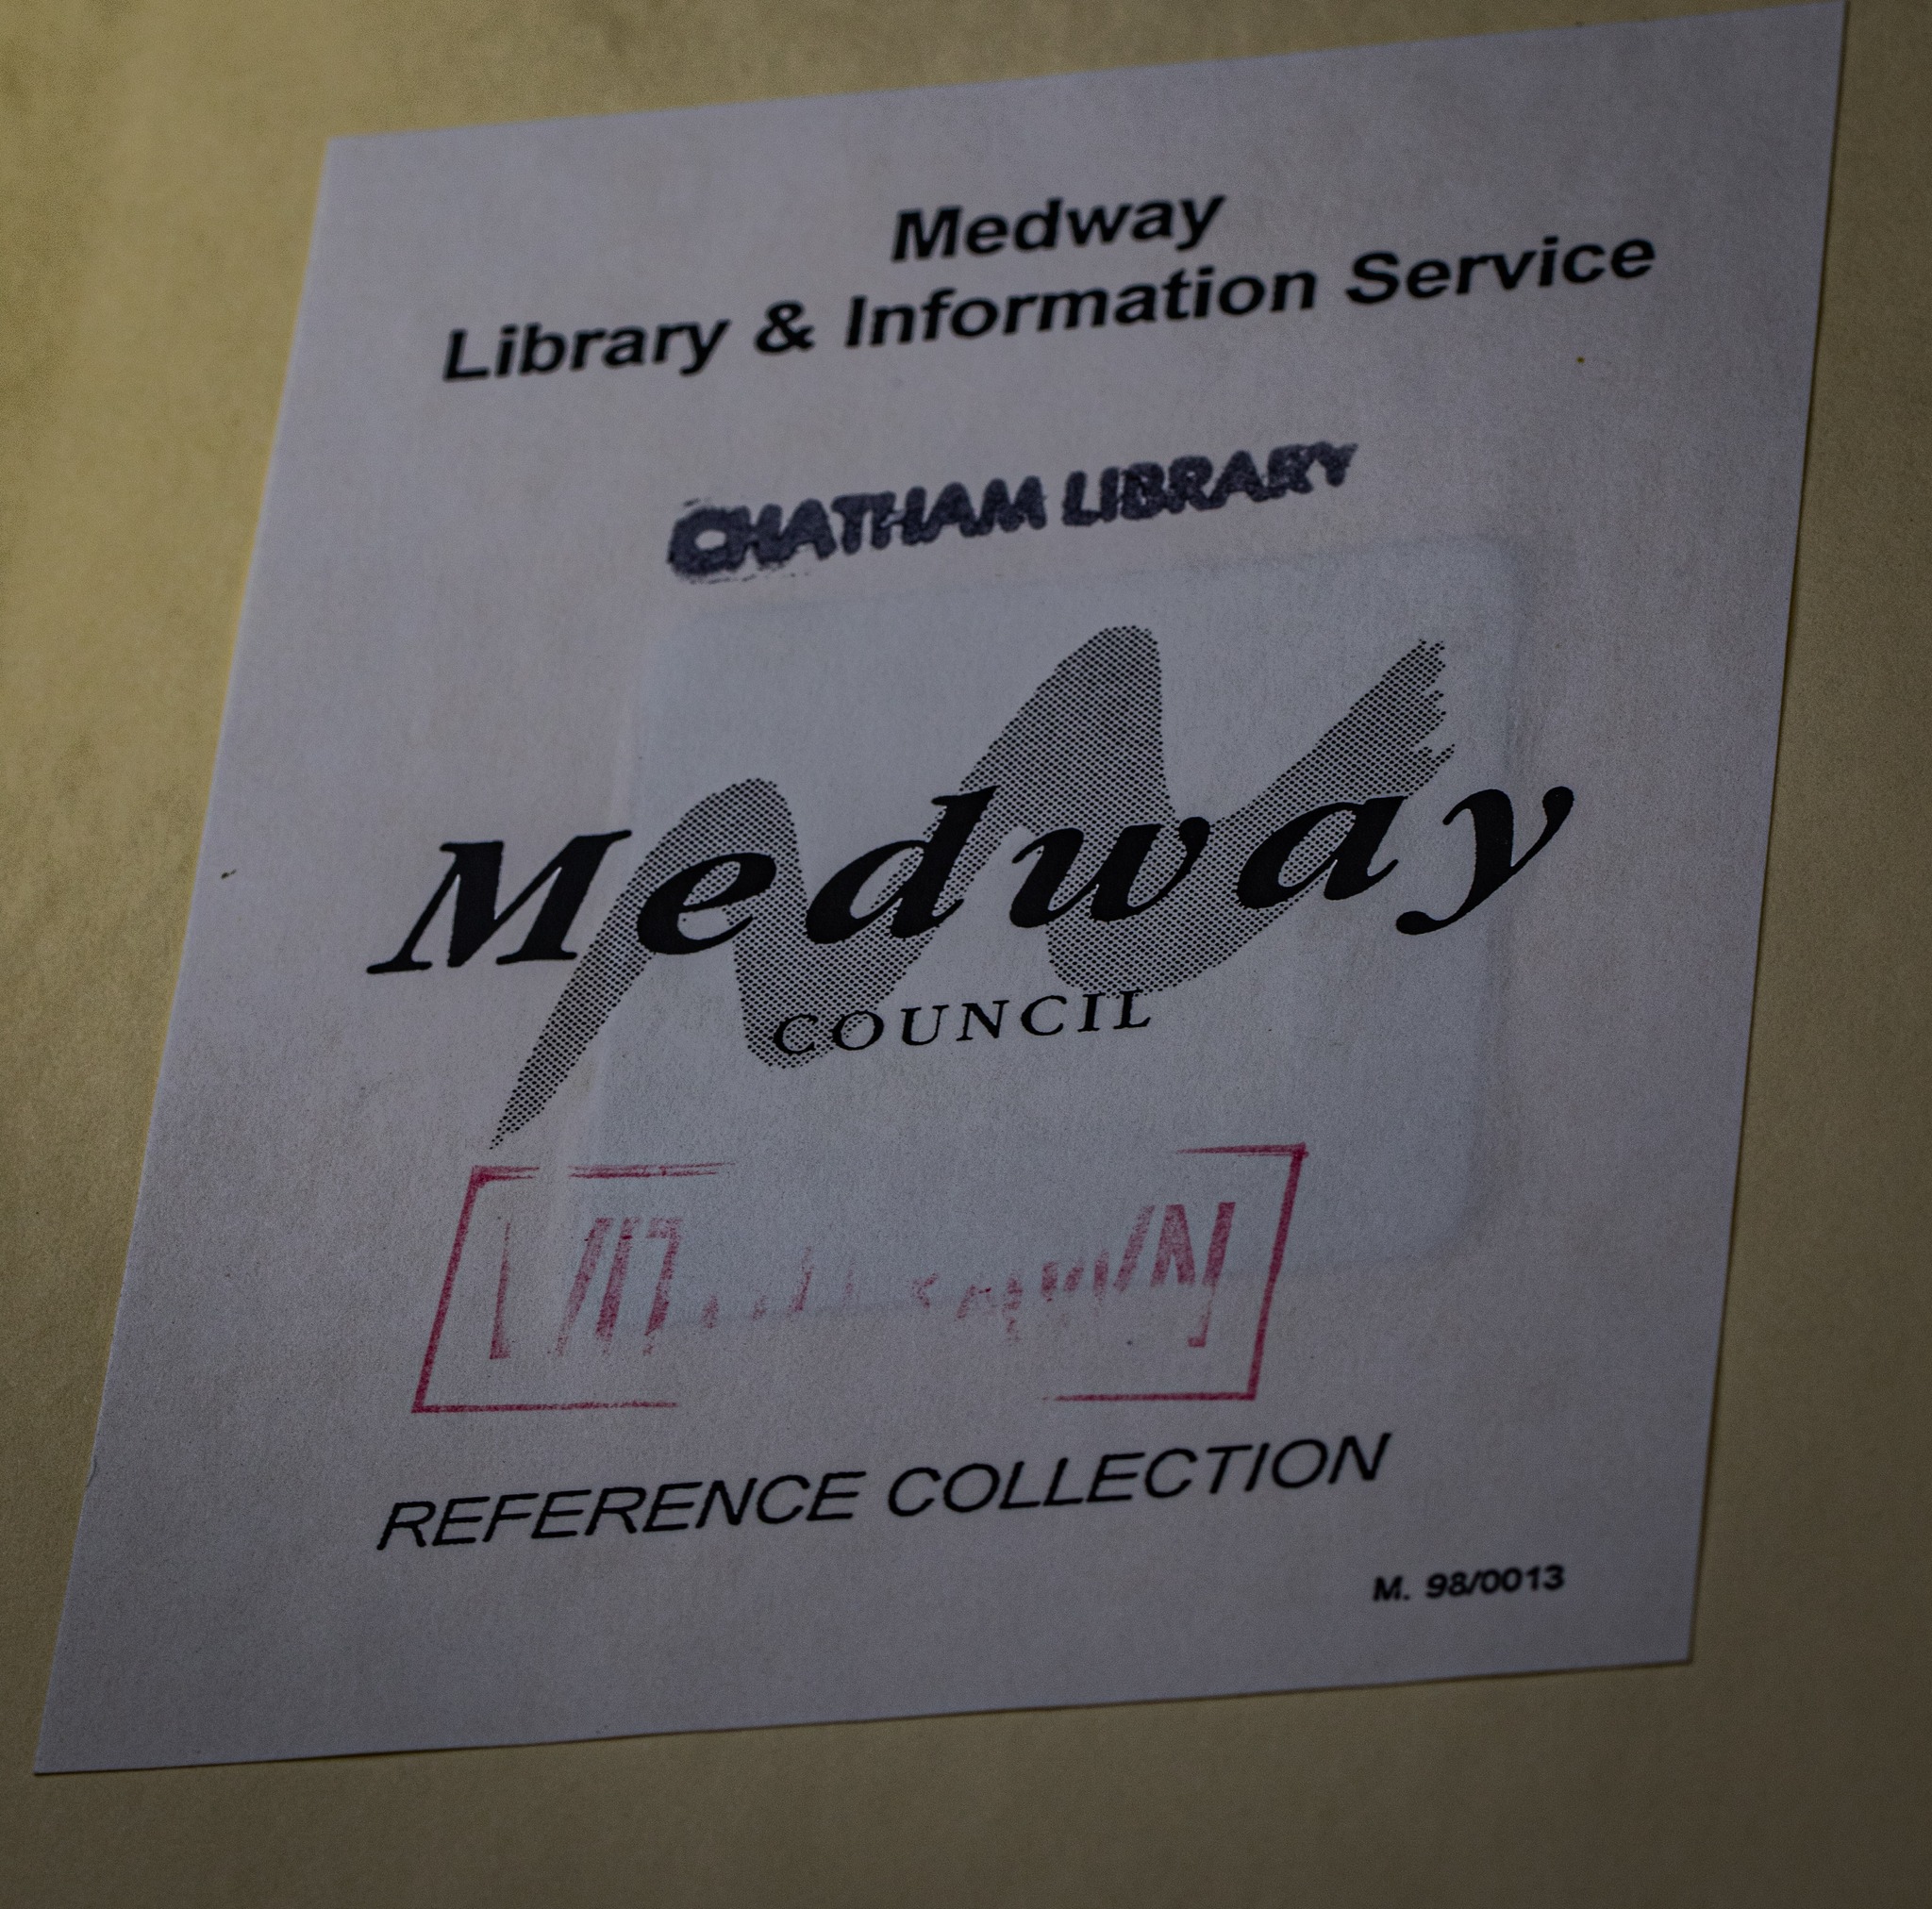 Medway
Library & Information Service
CHATHAM LIBRARY
Medway
COUNCIL
REFERENCE COLLECTION
M. 98/0013